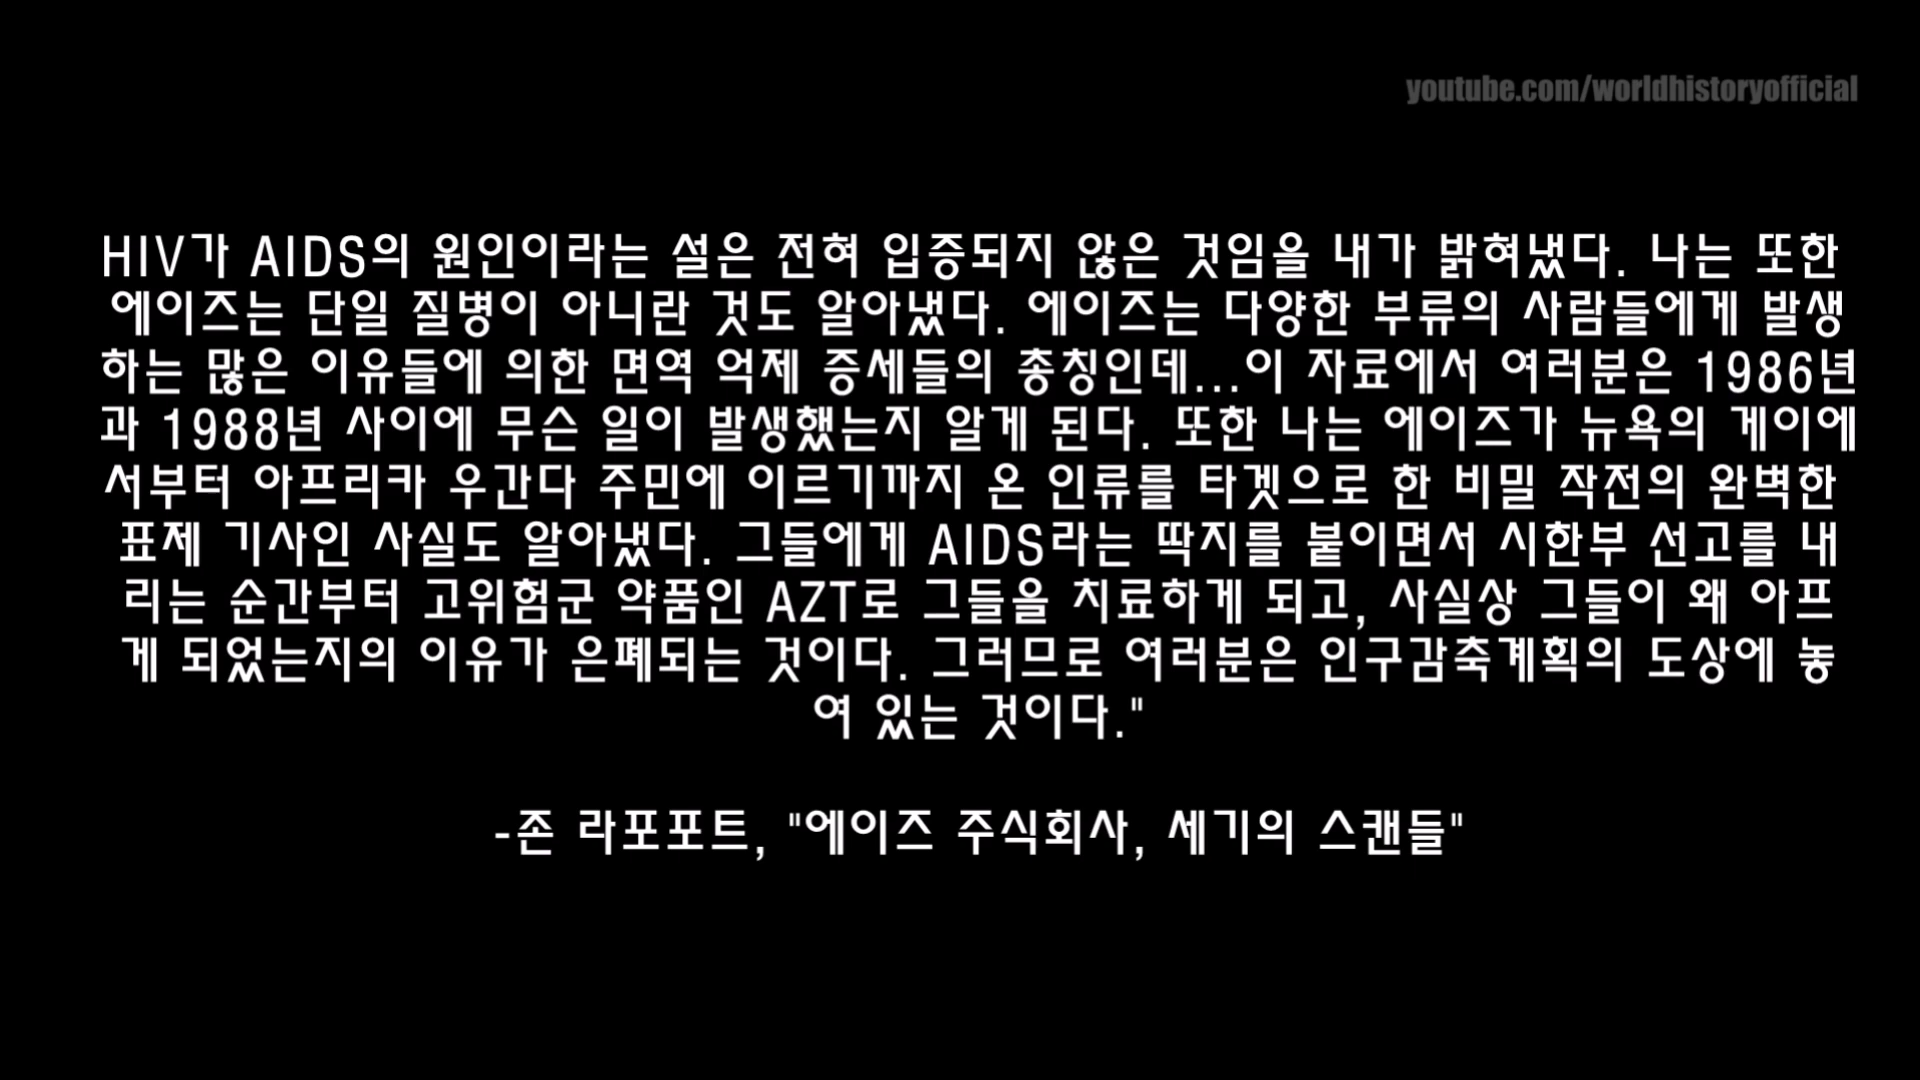 youtube.com/worldhistoryofficial
HIV가 AIDS의 원인이라는 설은 전혀 입증되지 않은 것임을 내가 밝혀냈다. 나는 또한
에이즈는 단일 질병이 아니란 것도 알아냈다. 에이즈는 다양한 부류의 사람들에게 발생
하는 많은 이유들에 의한 면역 억제 증세들의 총칭인데...이 자료에서 여러분은 1986년
과 1988년 사이에 무슨 일이 발생했는지 알게 된다. 또한 나는 에이즈가 뉴욕의 게이에
서부터 아프리카 우간다 주민에 이르기까지 온 인류를 타겟으로 한 비밀 작전의 완벽한
표제 기사인 사실도 알아냈다. 그들에게 AIDS라는 딱지를 붙이면서 시한부 선고를 내
리는 순간부터 고위험군 약품인 AZT로 그들을 치료하게 되고, 사실상 그들이 왜 아프
게 되었는지의 이유가 은폐되는 것이다. 그러므로 여러분은 인구감축계획의 도상에 놓
여 있는 것이다."
-존 라포포트, "에이즈 주식회사, 세기의 스캔들"